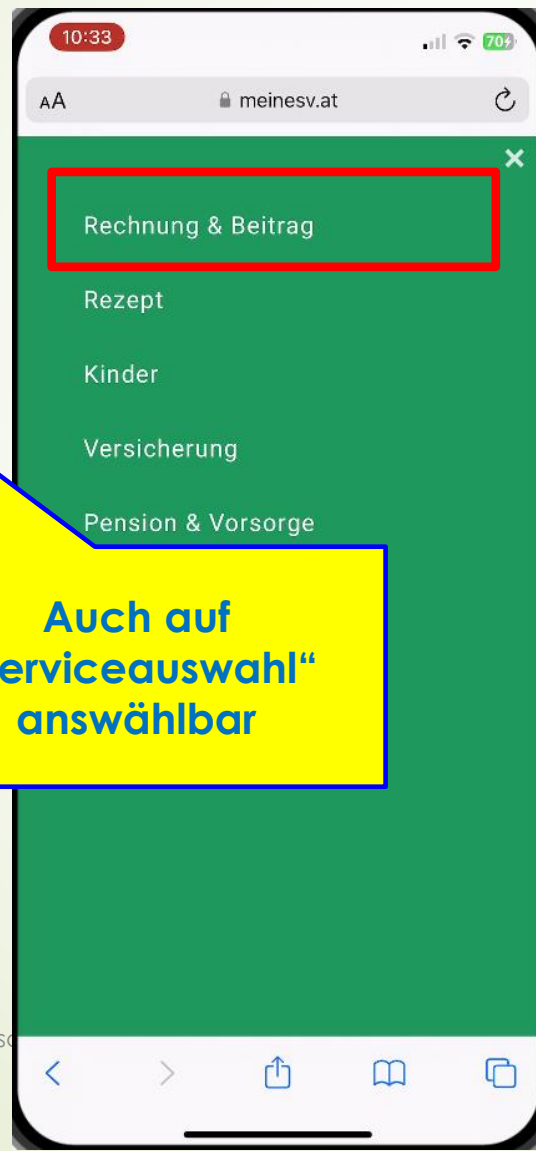 10:33
70
AA meinesv.at
Rechnung & Beitrag
Rezept
Kinder
Versicherung
Pension & Vorsorge
Auch auf
erviceauswahl“
answählbar